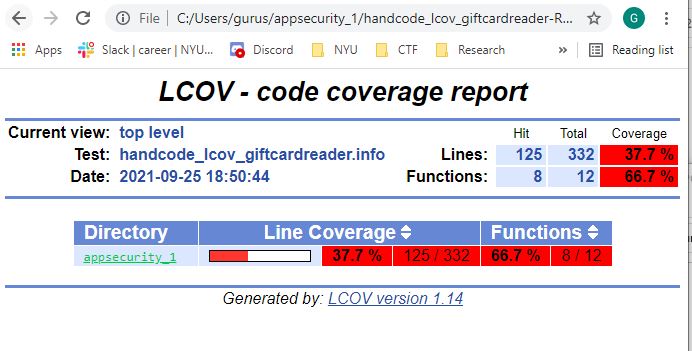 File C:/Users/gurus/appsecurity_1/handcode_lcov_giftcardreader-R... G
Apps Slack | career | NYU... Discord NYU CTF Research » Reading list
LCOV - code coverage report
Current view: top level Hit Total Coverage
Test: handcode_lcov_giftcardreader.info Lines: 125 332 37.7 %
Date: 2021-09-25 18:50:44 Functions: 8 12 66.7 %
Directory Line Coverage Functions
appsecurity_1 37.7 % 125 / 332 66.7 % 8 / 12
Generated by: LCOV version 1.14